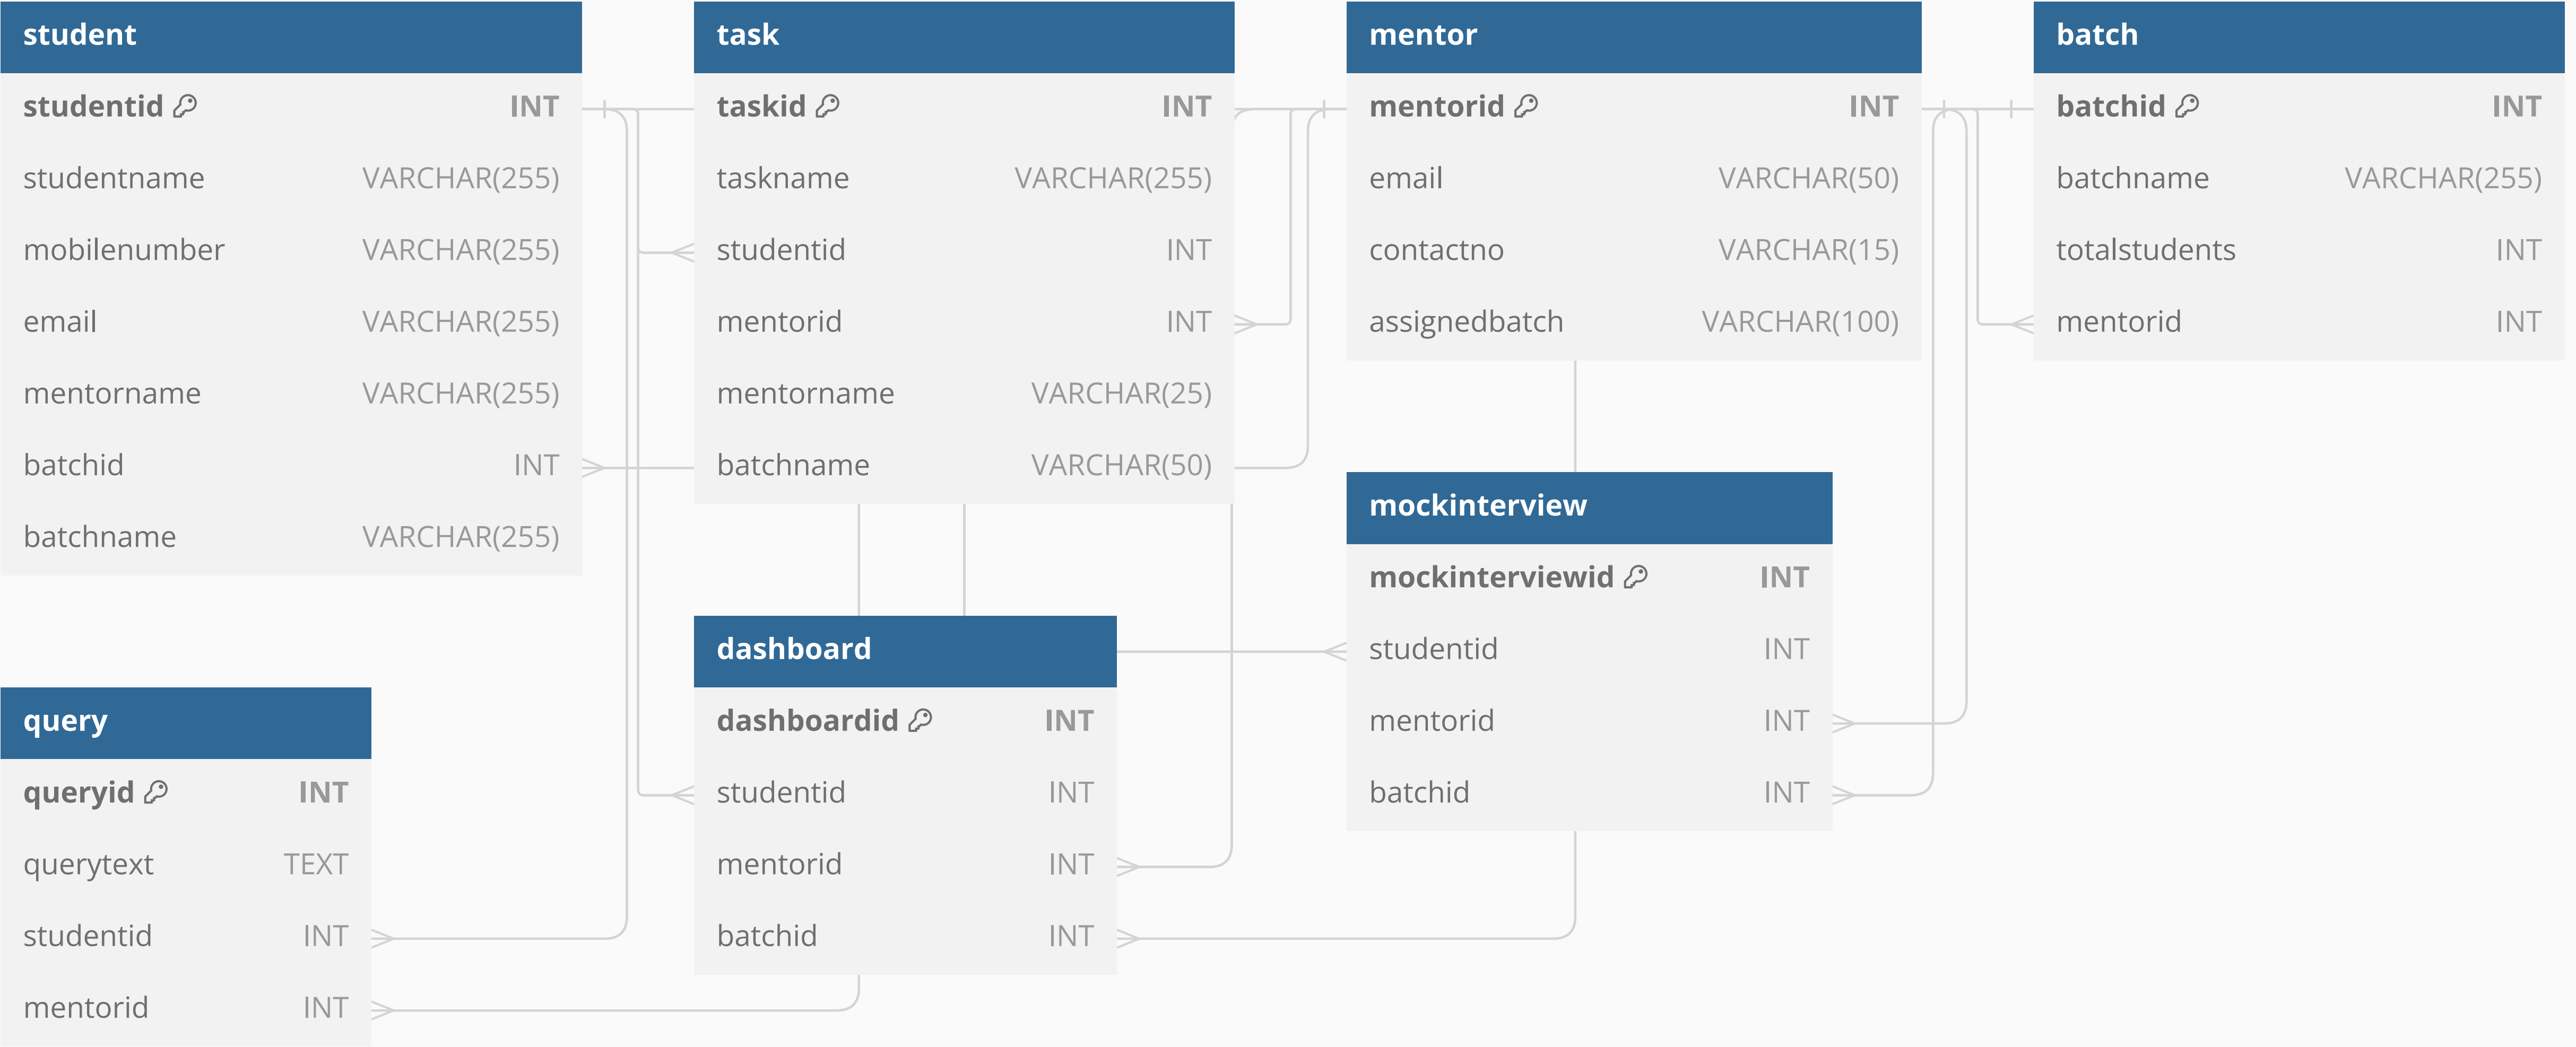 student
studentid INT
studentname VARCHAR(255)
mobilenumber VARCHAR(255)
email VARCHAR(255)
mentorname VARCHAR(255)
batchid INT
batchname VARCHAR(255)
task
taskid INT
taskname VARCHAR(255)
studentid INT
mentorid INT
mentorname VARCHAR(25)
batchname VARCHAR(50)
mentor
mentorid INT
email VARCHAR(50)
contactno VARCHAR(15)
assignedbatch VARCHAR(100)
batch
batchid INT
batchname VARCHAR(255)
totalstudents INT
mentorid INT
mockinterview
mockinterviewid INT
studentid INT
mentorid INT
batchid INT
dashboard
dashboardid INT
studentid INT
mentorid INT
batchid INT
query
queryid INT
querytext TEXT
studentid INT
mentorid INT